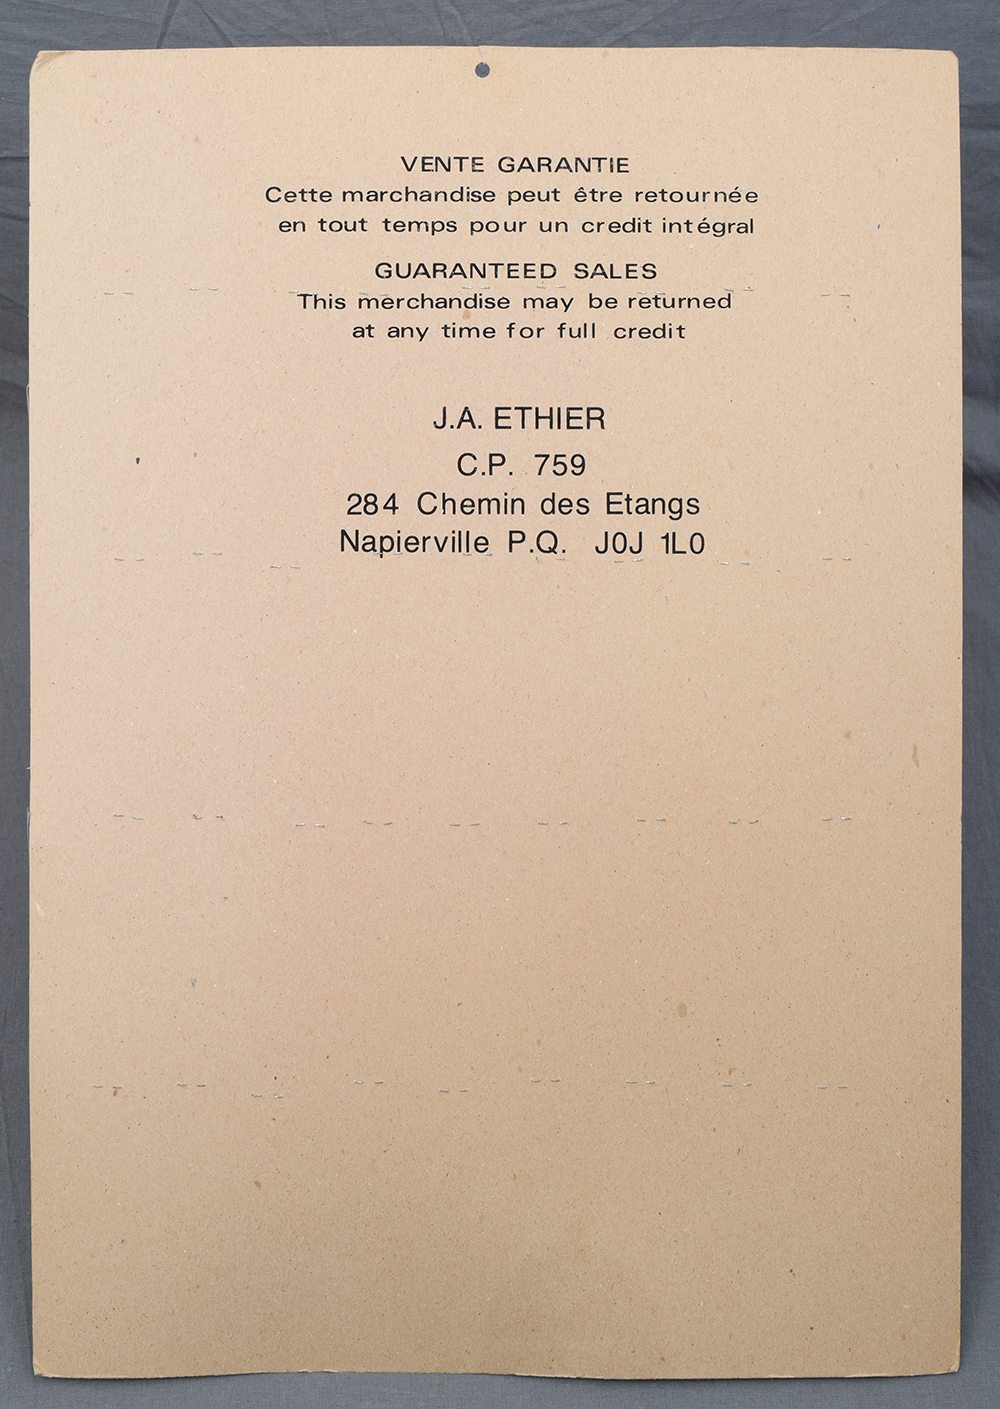 VENTE GARANTIE
Cette marchandise peut être retournée
en tout temps pour un credit intégral
GUARANTEED SALES
This merchandise may be returned
at any time for full credit
J.A. ETHIER
C.P. 759
284 Chemin des Etangs
Napierville P.Q. J0J 1L0